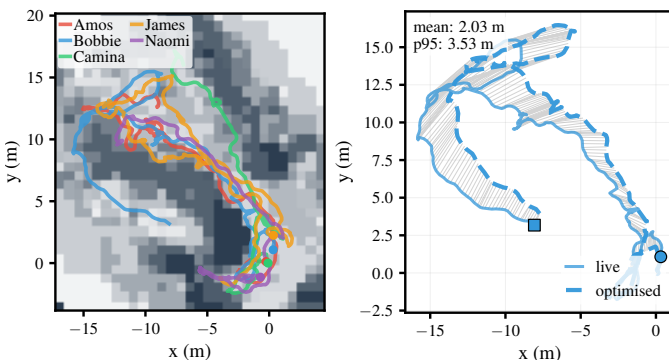 Amos
Bobbie
Camina
James
Naomi
20
15
10
5
0
y (m)
−15
−10
−5
0
x (m)
mean: 2.03 m
p95: 3.53 m
15.0
12.5
10.0
7.5
5.0
2.5
0.0
−2.5
y (m)
live
optimised
−15
−10
−5
0
x (m)